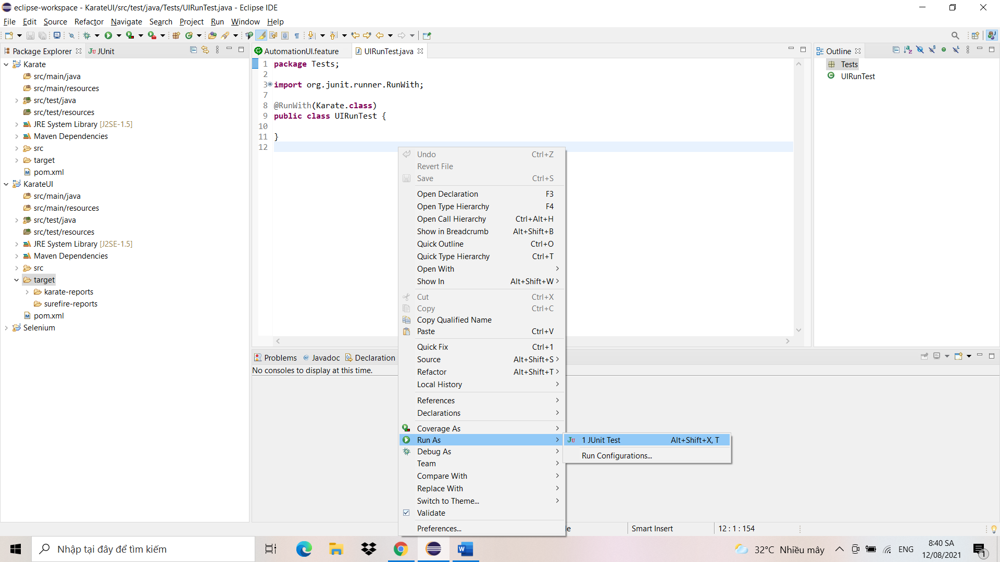 eclipse-workspace - KarateUI/src/test/java/Tests/UIRunTest.java - Eclipse IDE
File Edit Source Refactor Navigate Search Project Run Window Help
Package Explorer JUnit
AutomationUI.feature UIRunTest.java
Outline
Karate
src/main/java
src/main/resources
src/test/java
src/test/resources
JRE System Library [J2SE-1.5]
Maven Dependencies
src
target
pom.xml
KarateUI
src/main/java
src/main/resources
src/test/java
src/test/resources
JRE System Library [J2SE-1.5]
Maven Dependencies
src
target
karate-reports
surefire-reports
pom.xml
Selenium
1 package Tests;
2
3 import org.junit.runner.RunWith;
7
8 @RunWith(Karate.class)
9 public class UIRunTest {
10
11 }
12
Tests
UIRunTest
Undo Ctrl+Z
Revert File
Save Ctrl+S
Open Declaration F3
Open Type Hierarchy F4
Open Call Hierarchy Ctrl+Alt+H
Show in Breadcrumb Alt+Shift+B
Quick Outline Ctrl+O
Quick Type Hierarchy Ctrl+T
Open With
Show In Alt+Shift+W
Cut Ctrl+X
Copy Ctrl+C
Copy Qualified Name
Paste Ctrl+V
Quick Fix Ctrl+1
Source Alt+Shift+S
Refactor Alt+Shift+T
Local History
References
Declarations
Coverage As
Run As
Debug As
Team
Compare With
Replace With
Switch to Theme...
Validate
Preferences...
1 JUnit Test Alt+Shift+X, T
Run Configurations...
Problems Javadoc Declaration
No consoles to display at this time.
Smart Insert 12 : 1 : 154
Nhập tại đây để tìm kiếm
32°C Nhiều mây
ENG
8:40 SA
12/08/2021
1